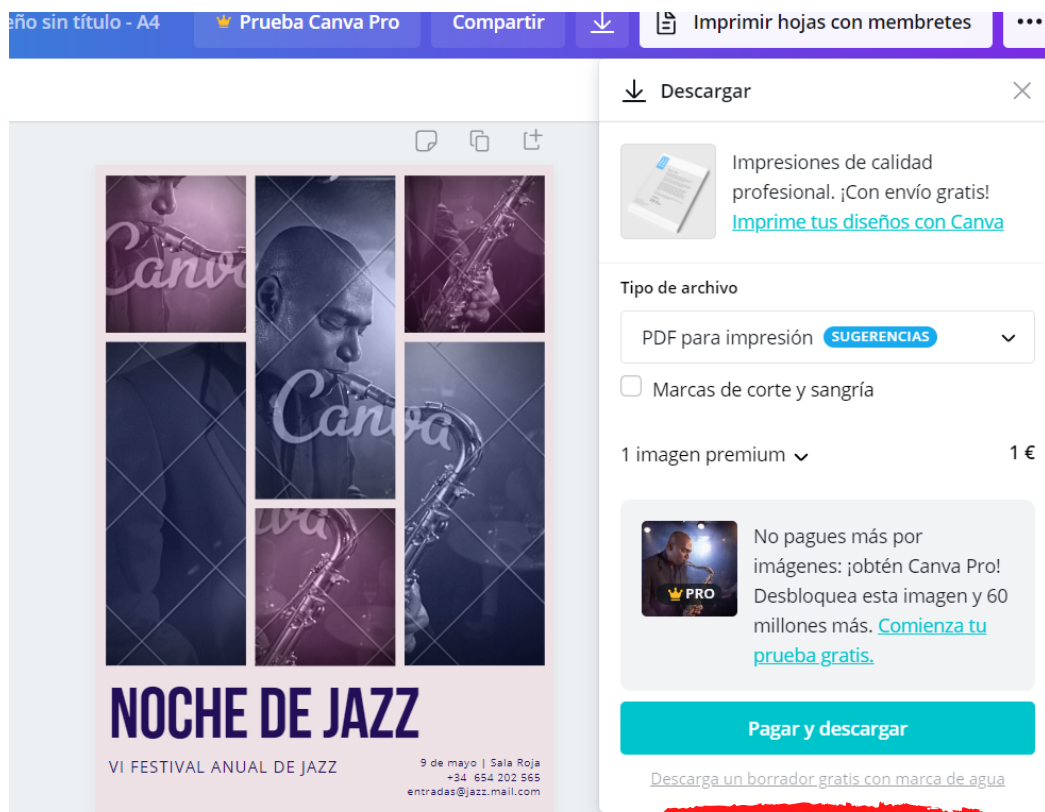 eño sin título - A4
Prueba Canva Pro
Compartir
Imprimir hojas con membretes
Descargar
Impresiones de calidad
profesional. ¡Con envío gratis!
Imprime tus diseños con Canva
Tipo de archivo
PDF para impresión SUGERENCIAS
Marcas de corte y sangría
1 imagen premium 1 €
No pagues más por
imágenes: ¡obtén Canva Pro!
Desbloquea esta imagen y 60
millones más. Comienza tu
prueba gratis.
PRO
Pagar y descargar
Descarga un borrador gratis con marca de agua
Canva
Canva
NOCHE DE JAZZ
VI FESTIVAL ANUAL DE JAZZ
9 de mayo | Sala Roja
+34 654 202 565
entradas@jazz.mail.com